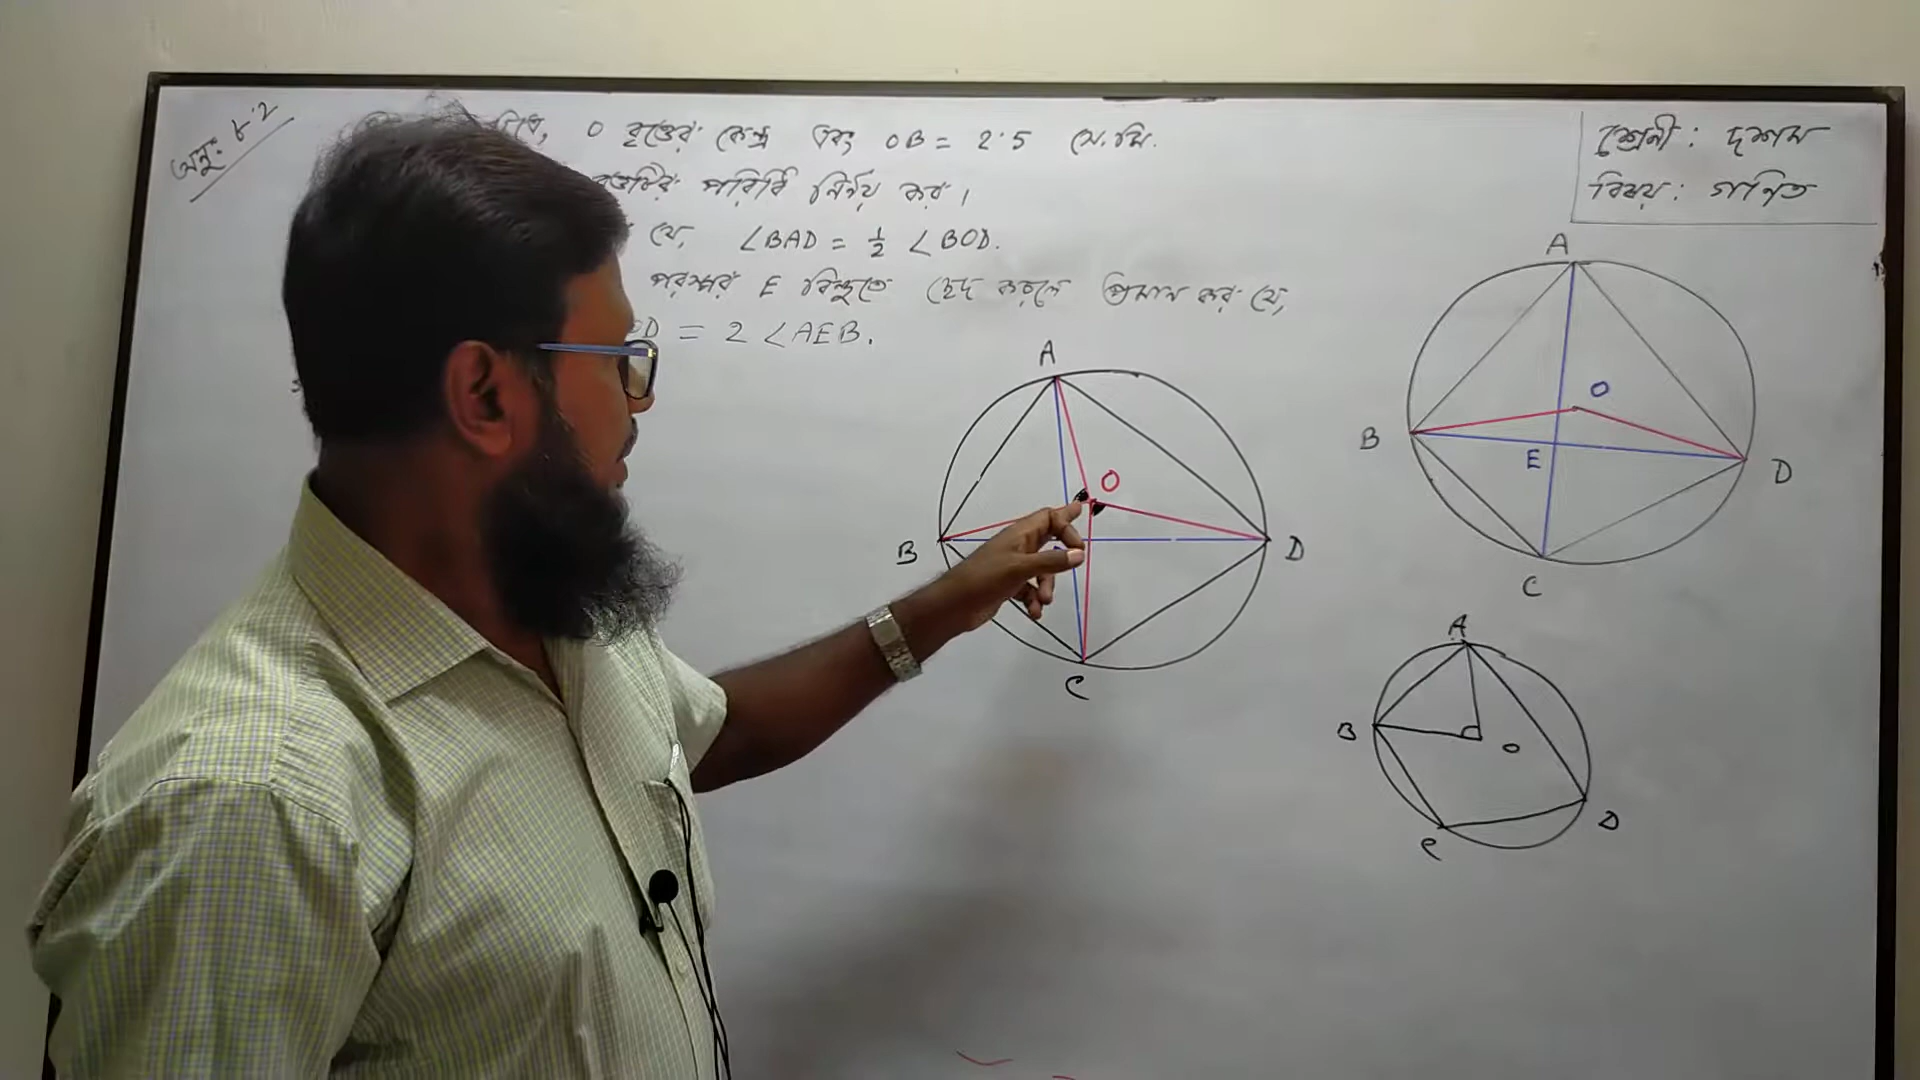 অনু: ৮.২
O বৃত্তের কেন্দ্র এবং OB = 2.5 সে.মি.
বৃত্তটির পরিধি নির্ণয় কর।
যে, ∠BAD = 1/2 ∠BOD.
পরস্পর E বিন্দুতে ছেদ করলে প্রমাণ কর যে,
OD = 2 ∠AEB.
শ্রেনী: দশম
বিষয়: গণিত
A
O
B
D
C
A
O
B
E
D
C
A
B
O
D
C